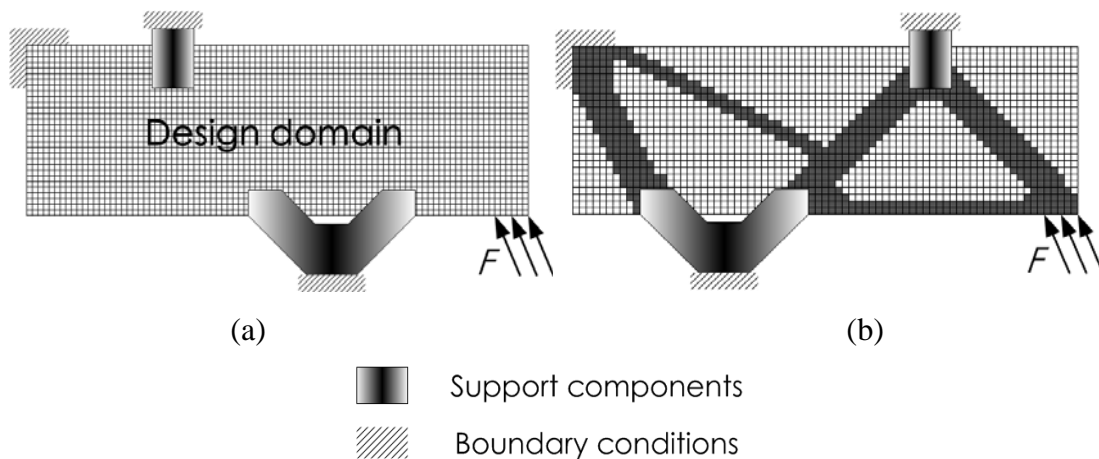 Design domain
F
F
(a)
(b)
Support components
Boundary conditions